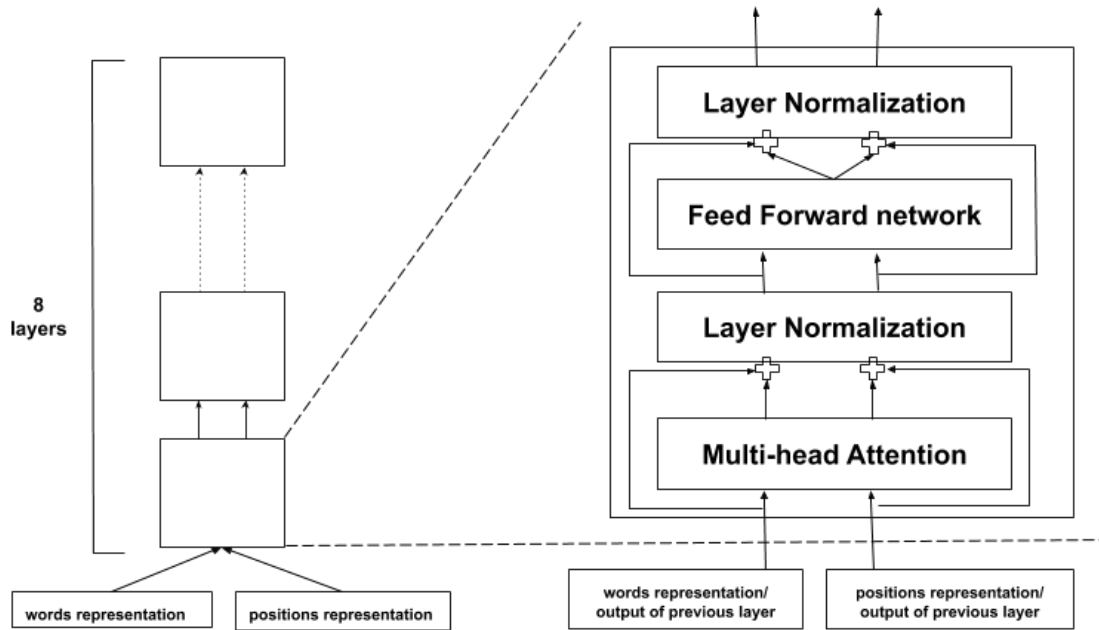 8
layers
words representation
positions representation
Layer Normalization
Feed Forward network
Layer Normalization
Multi-head Attention
words representation/
output of previous layer
positions representation/
output of previous layer